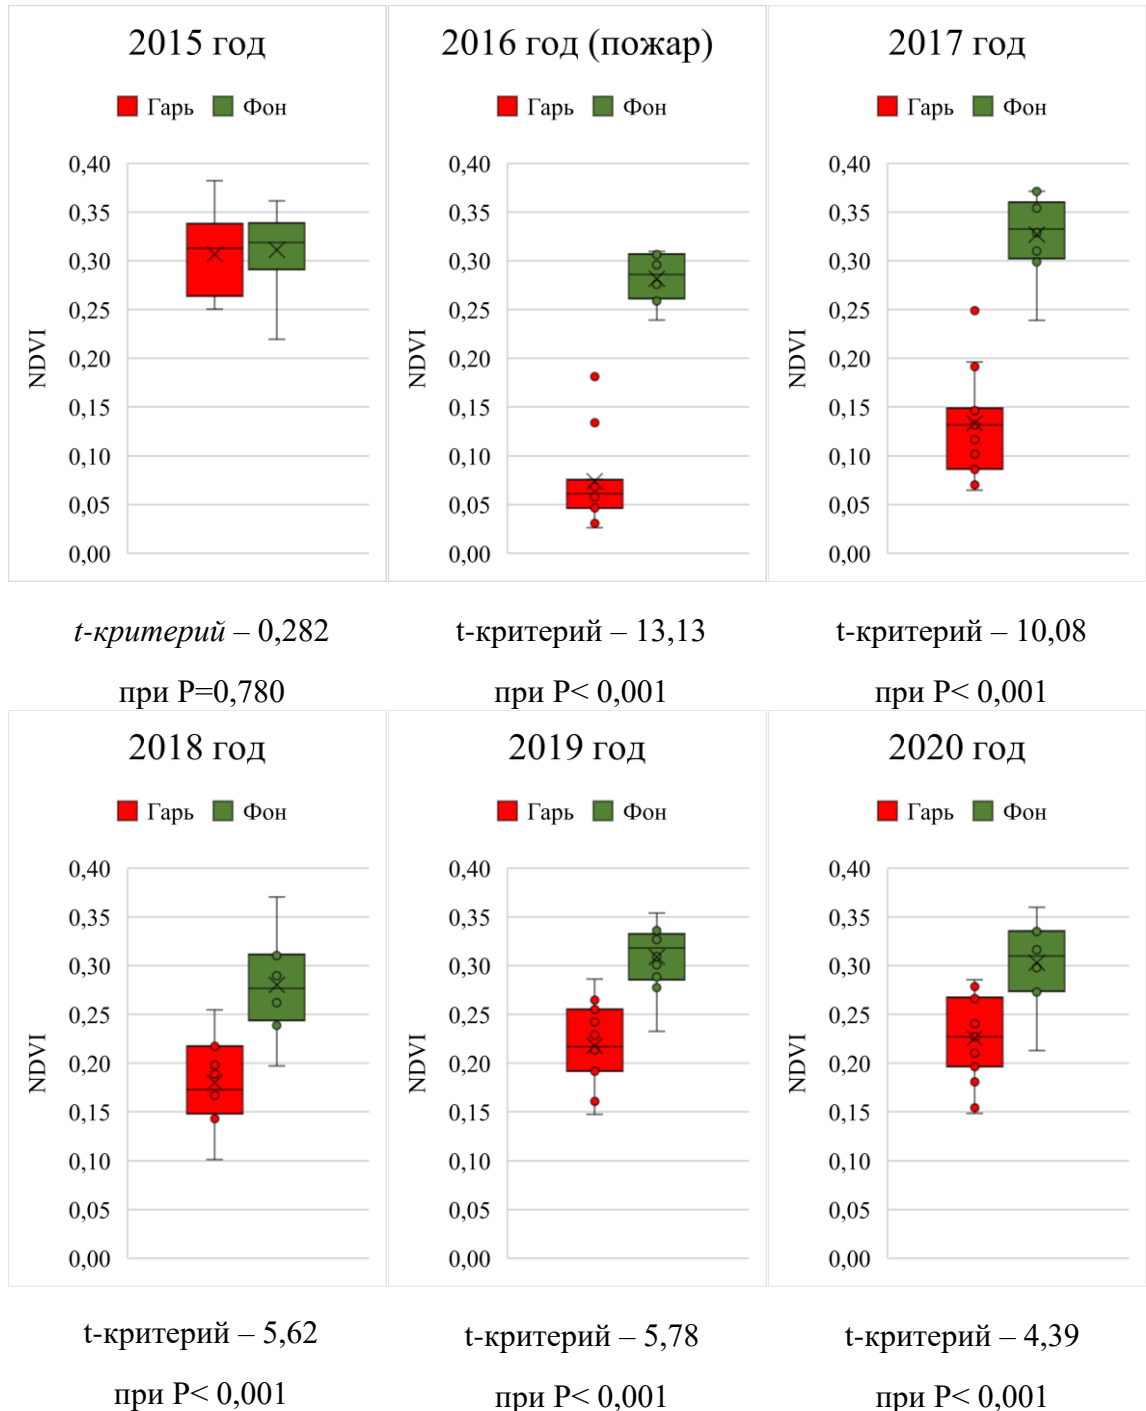 2015 год
Гарь Фон
0,40
0,35
0,30
0,25
0,20
0,15
0,10
0,05
0,00
NDVI
t-критерий – 0,282
при P=0,780
2016 год (пожар)
Гарь Фон
0,40
0,35
0,30
0,25
0,20
0,15
0,10
0,05
0,00
NDVI
t-критерий – 13,13
при P< 0,001
2017 год
Гарь Фон
0,40
0,35
0,30
0,25
0,20
0,15
0,10
0,05
0,00
NDVI
t-критерий – 10,08
при P< 0,001
2018 год
Гарь Фон
0,40
0,35
0,30
0,25
0,20
0,15
0,10
0,05
0,00
NDVI
t-критерий – 5,62
при P< 0,001
2019 год
Гарь Фон
0,40
0,35
0,30
0,25
0,20
0,15
0,10
0,05
0,00
NDVI
t-критерий – 5,78
при P< 0,001
2020 год
Гарь Фон
0,40
0,35
0,30
0,25
0,20
0,15
0,10
0,05
0,00
NDVI
t-критерий – 4,39
при P< 0,001